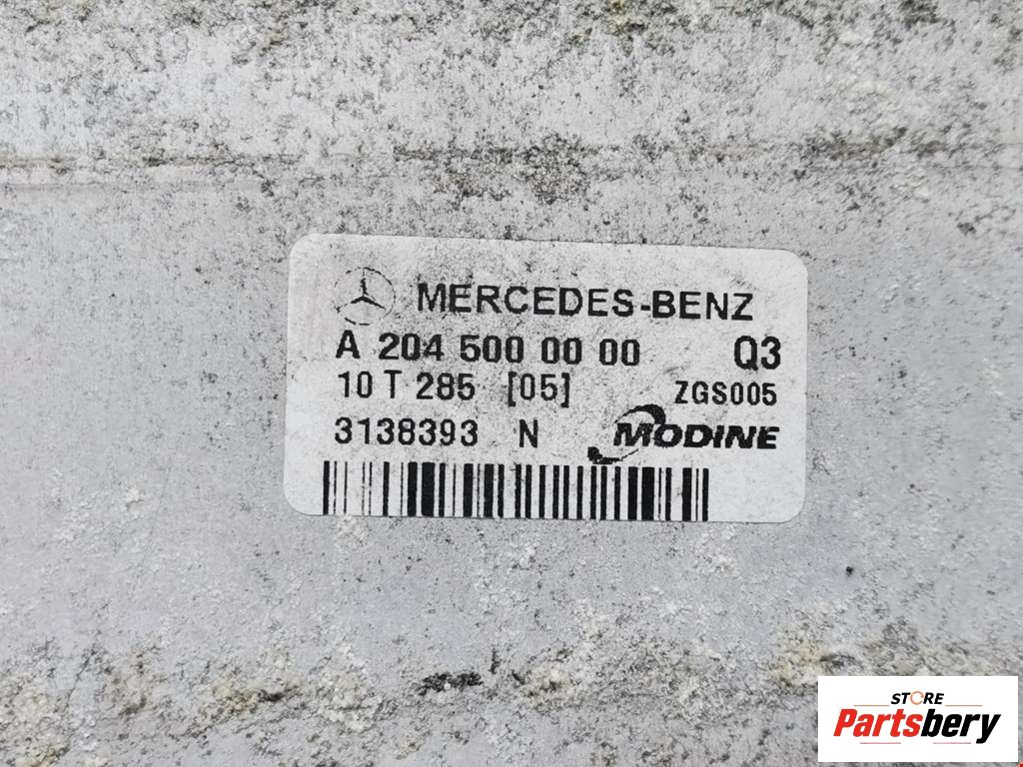 MERCEDES-BENZ
A 204 500 00 00 Q3
10 T 285 [05] ZGS005
3138393 N MODINE
STORE
Partsbery